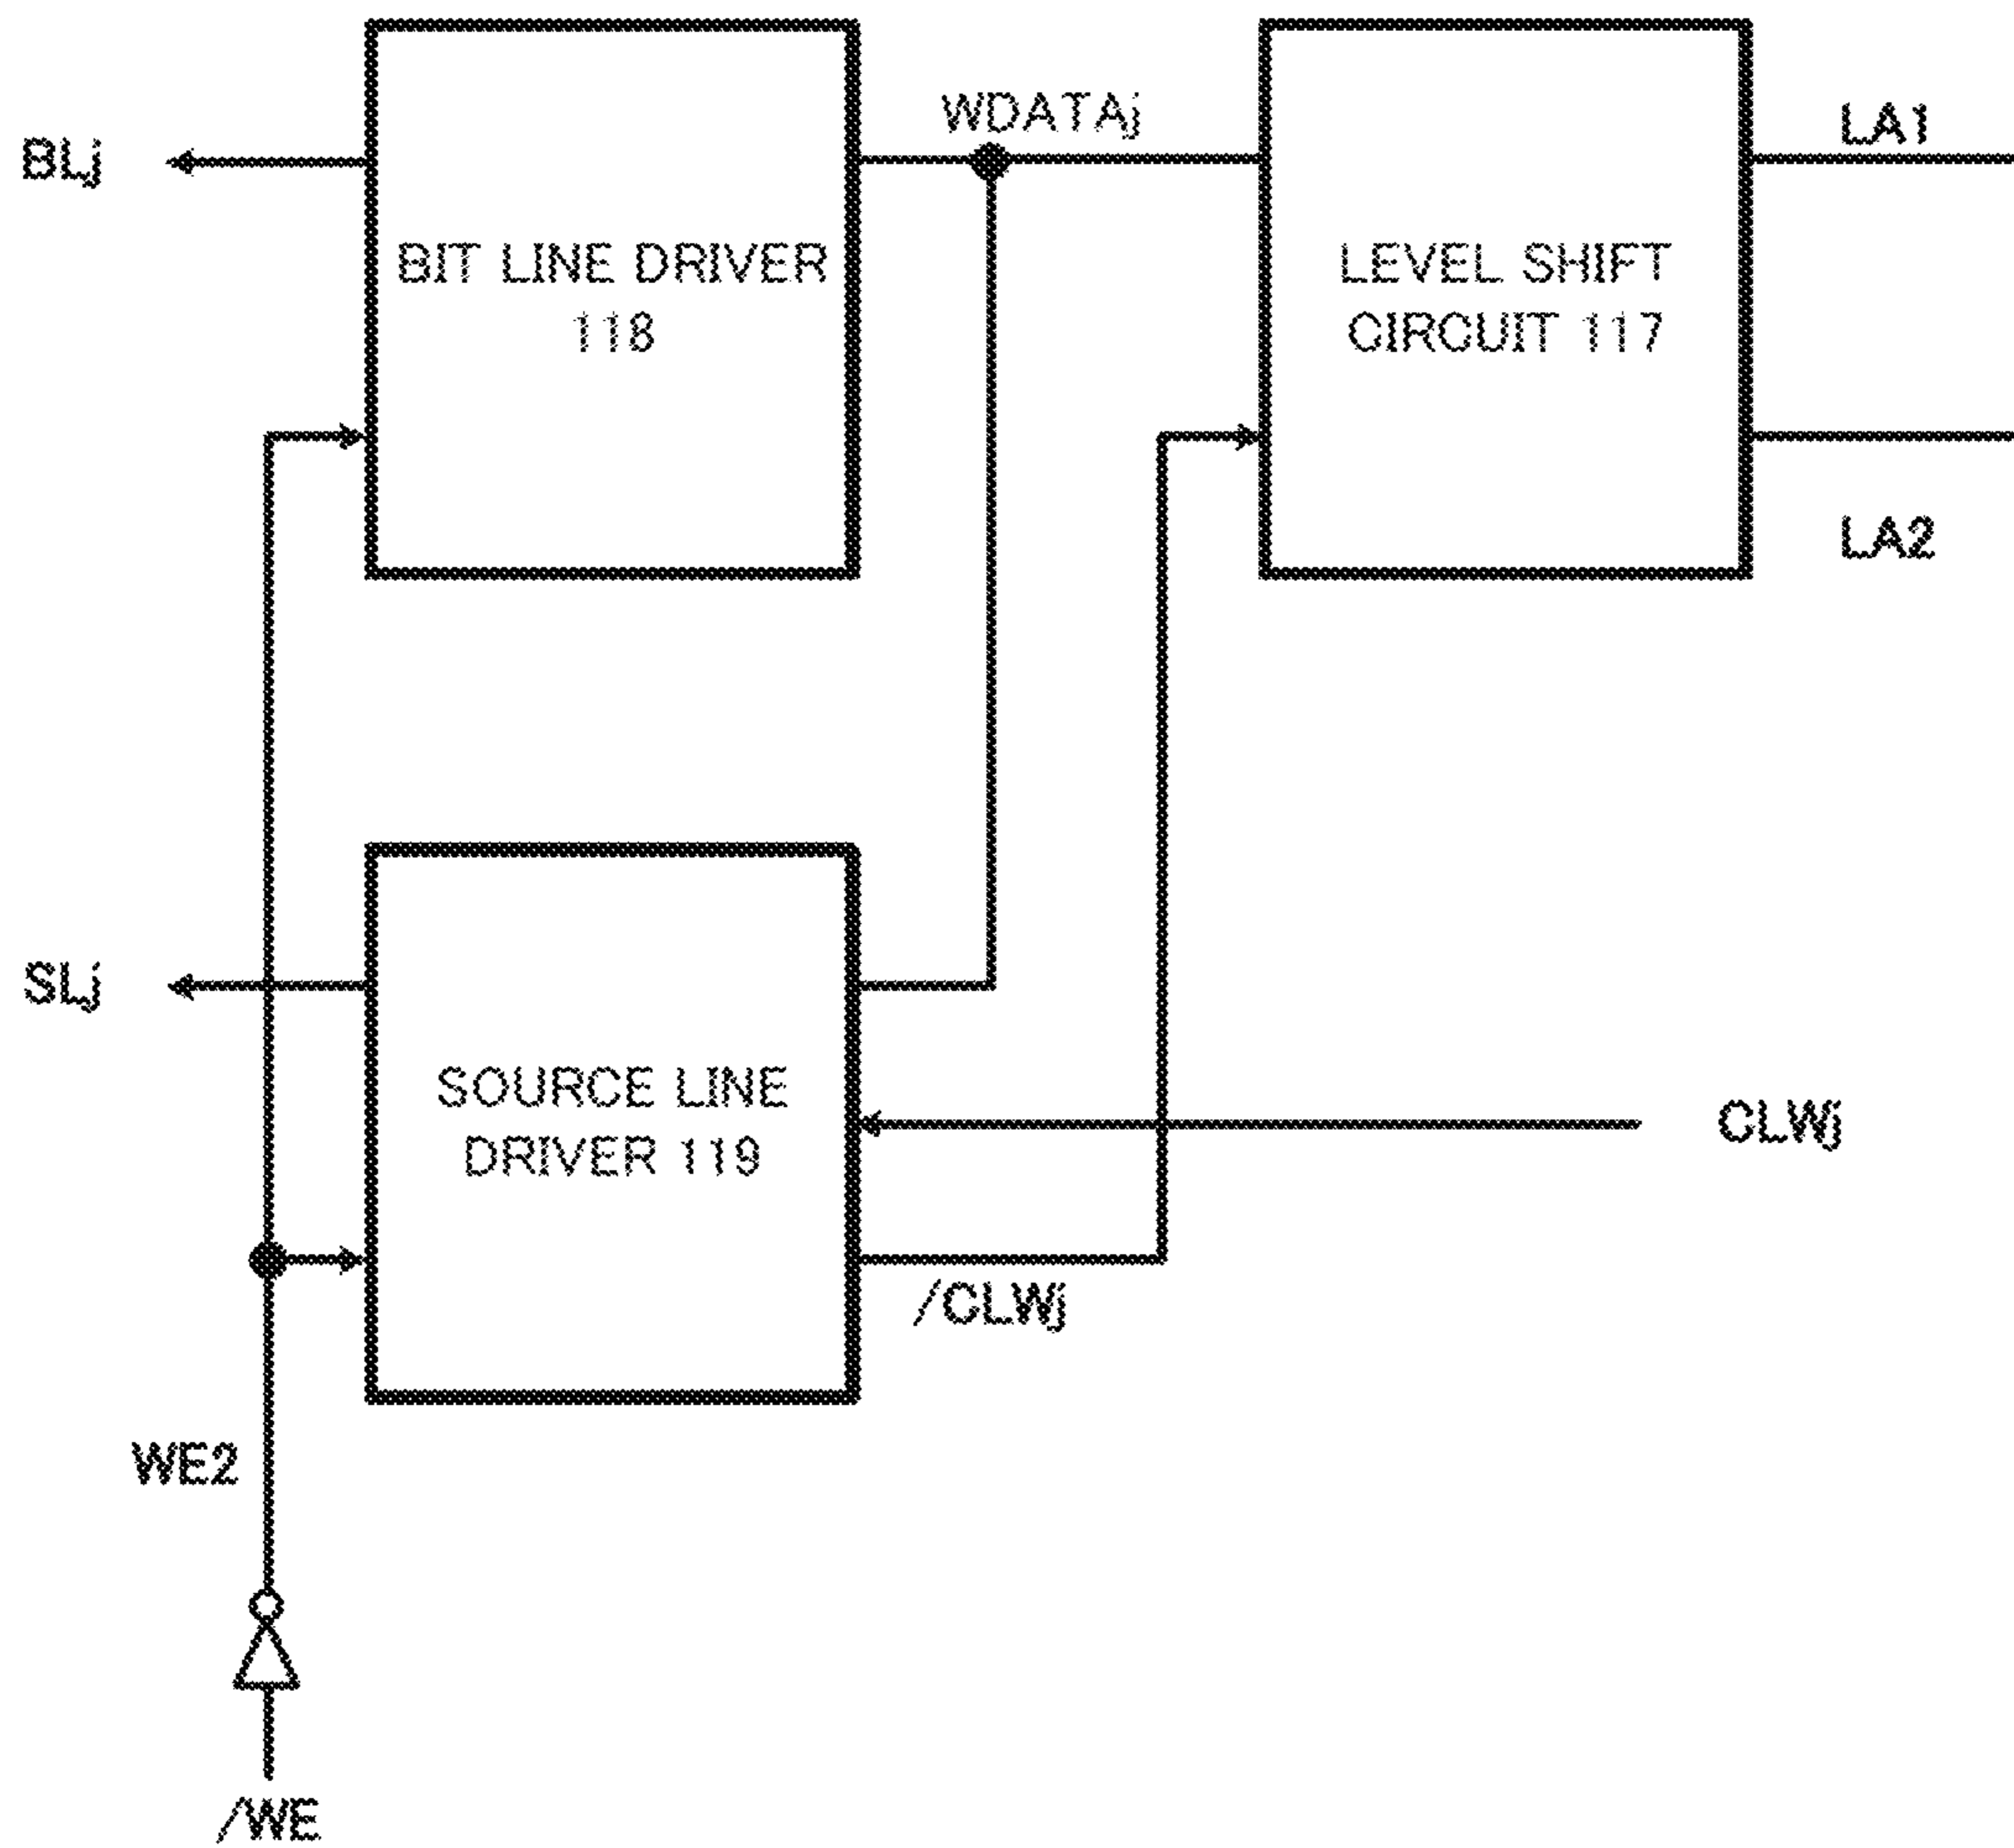 WDATAj
LA1
BLj
BIT LINE DRIVER
118
LEVEL SHIFT
CIRCUIT 117
LA2
SLj
SOURCE LINE
DRIVER 119
CLWj
/CLWj
WE2
/WE